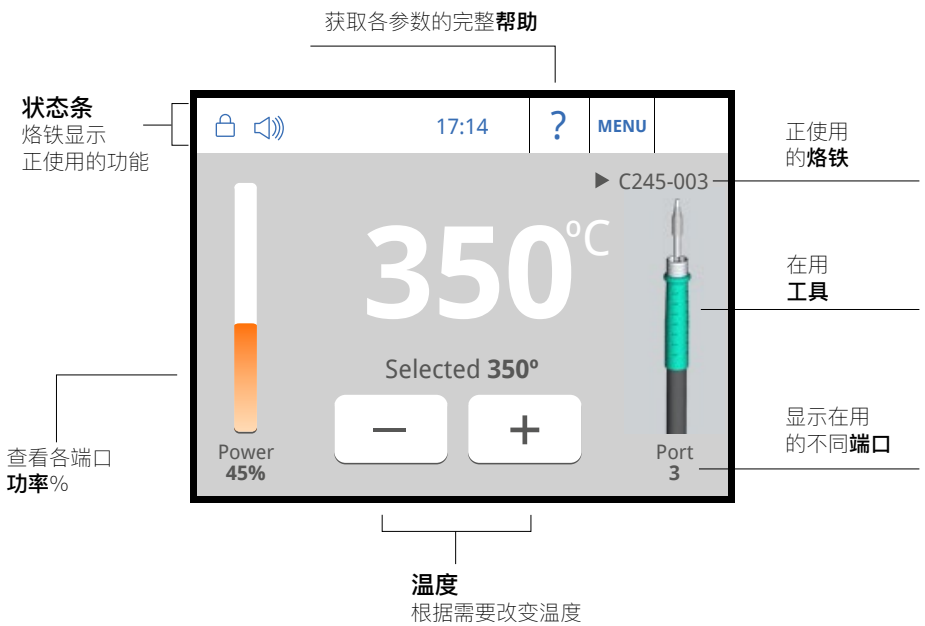 获取各参数的完整帮助
状态条
烙铁显示
正使用的功能
17:14
?
MENU
正使用
的烙铁
C245-003
350ºC
在用
工具
Selected 350º
− +
显示在用
的不同端口
查看各端口
功率%
Power
45%
Port
3
温度
根据需要改变温度